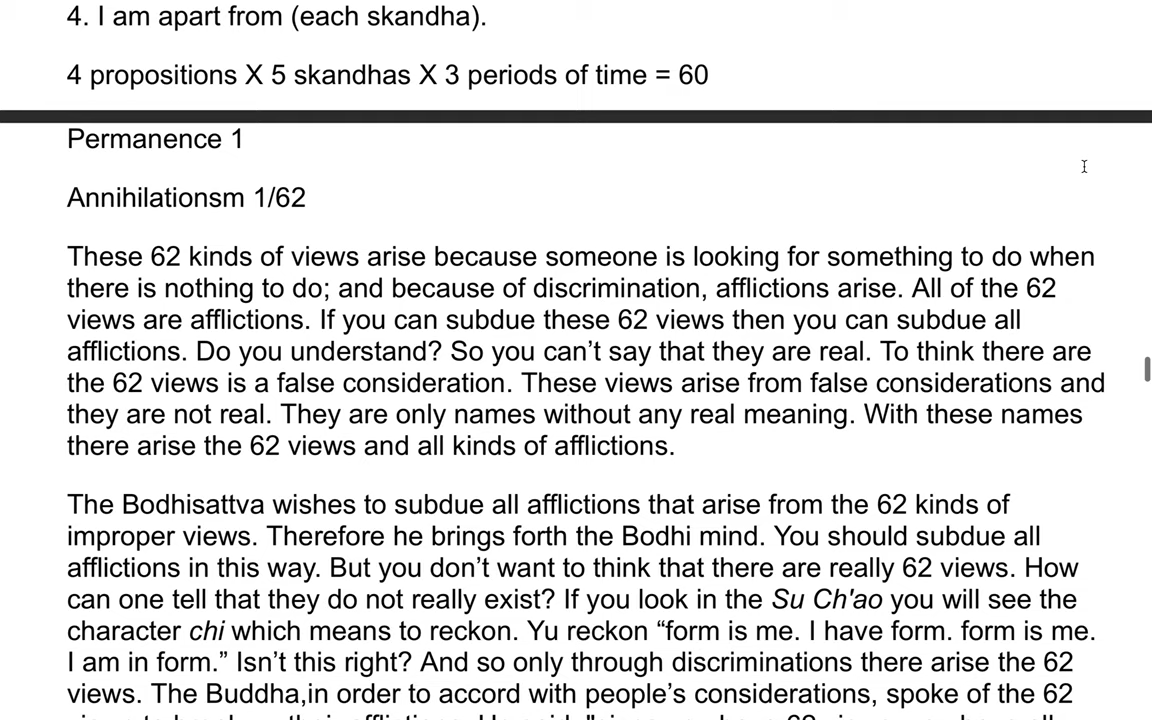 4. I am apart from (each skandha).
4 propositions X 5 skandhas X 3 periods of time = 60
Permanence 1
Annihilationsm 1/62
These 62 kinds of views arise because someone is looking for something to do when
there is nothing to do; and because of discrimination, afflictions arise. All of the 62
views are afflictions. If you can subdue these 62 views then you can subdue all
afflictions. Do you understand? So you can’t say that they are real. To think there are
the 62 views is a false consideration. These views arise from false considerations and
they are not real. They are only names without any real meaning. With these names
there arise the 62 views and all kinds of afflictions.
The Bodhisattva wishes to subdue all afflictions that arise from the 62 kinds of
improper views. Therefore he brings forth the Bodhi mind. You should subdue all
afflictions in this way. But you don’t want to think that there are really 62 views. How
can one tell that they do not really exist? If you look in the Su Ch'ao you will see the
character chi which means to reckon. Yu reckon “form is me. I have form. form is me.
I am in form.” Isn’t this right? And so only through discriminations there arise the 62
views. The Buddha,in order to accord with people’s considerations, spoke of the 62